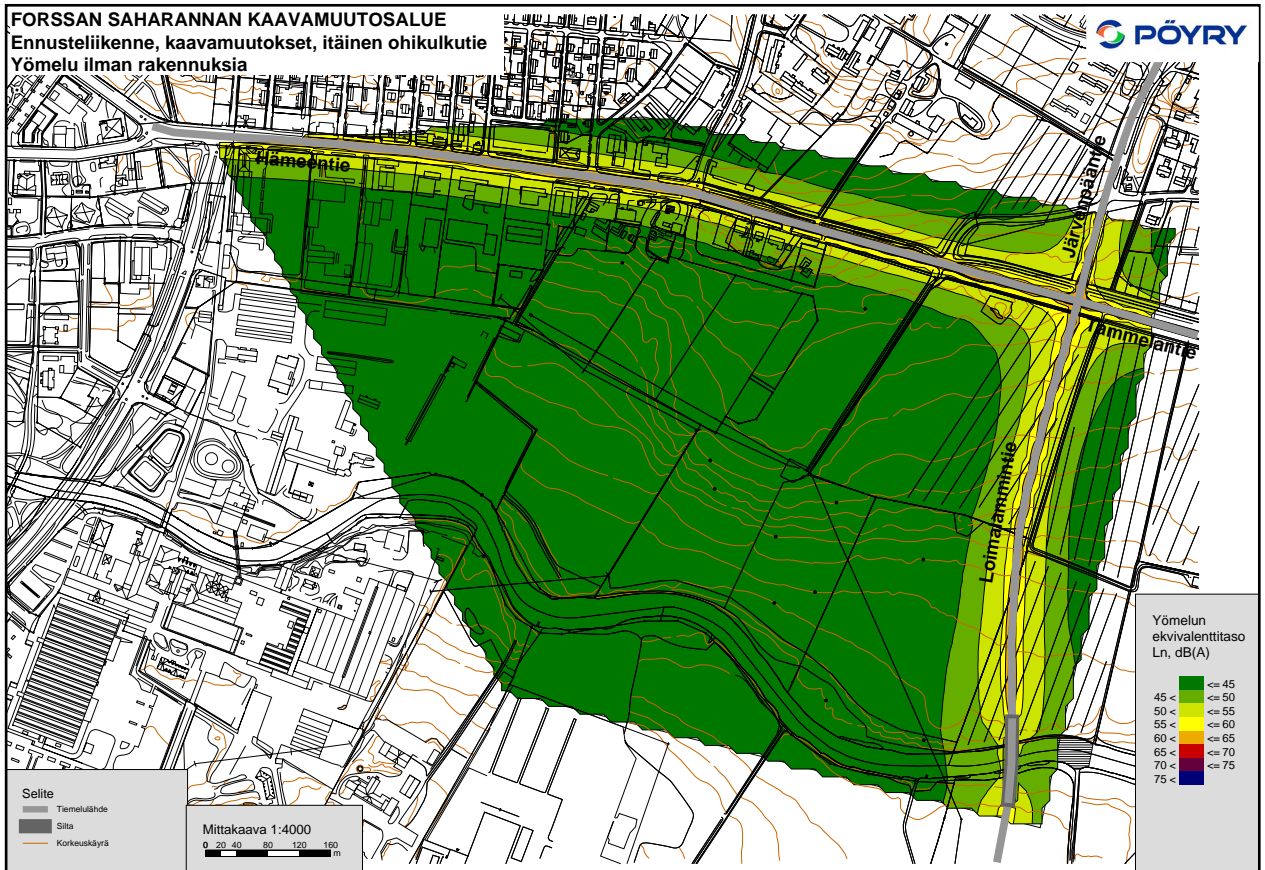 FORSSAN SAHARANNAN KAAVAMUUTOSALUE
Ennusteliikenne, kaavamuutokset, itäinen ohikulkutie
Yömelu ilman rakennuksia
PÖYRY
Hämeentie
Järvenpääntie
Tammelantie
Loimalammintie
Yömelun
ekvivalenttitaso
Ln, dB(A)
<= 45
45 < <= 50
50 < <= 55
55 < <= 60
60 < <= 65
65 < <= 70
70 < <= 75
75 <
Selite
Tiemelulähde
Silta
Korkeuskäyrä
Mittakaava 1:4000
0 20 40 80 120 160
m